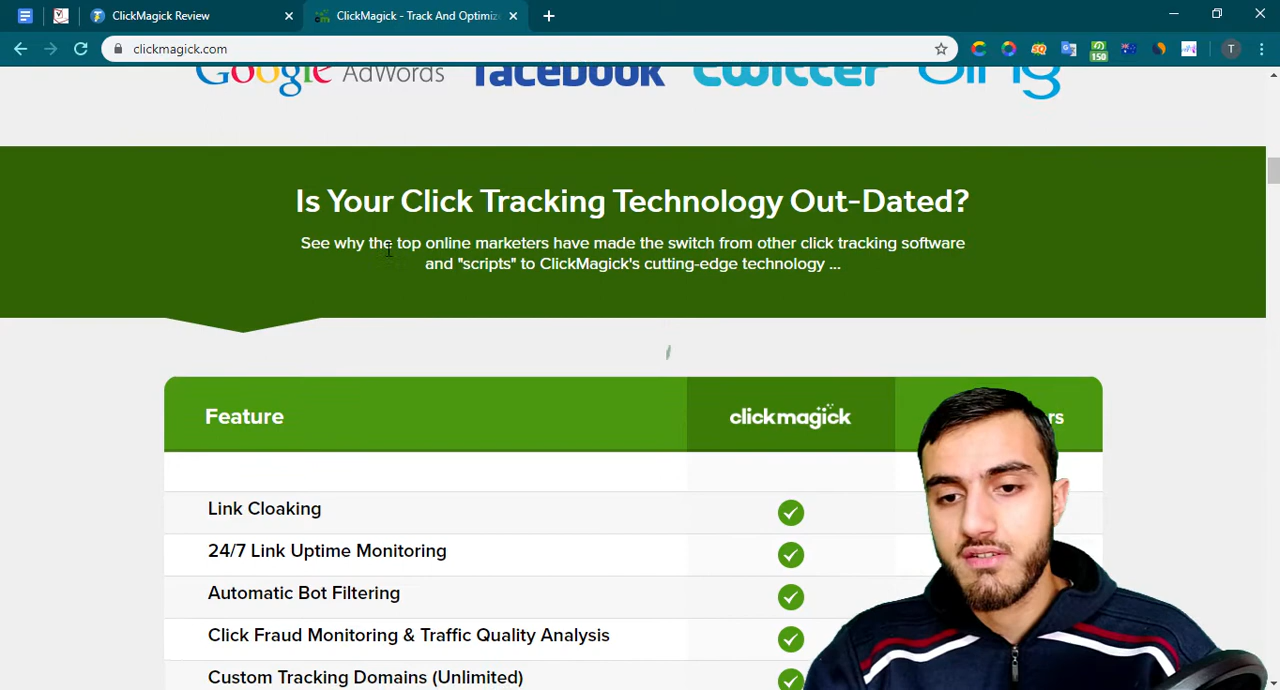 ClickMagick Review
ClickMagick - Track And Optimiz
clickmagick.com
150
T
Google AdWords facebook twitter bing
Is Your Click Tracking Technology Out-Dated?
See why the top online marketers have made the switch from other click tracking software
and "scripts" to ClickMagick's cutting-edge technology ...
Feature clickmagick
Link Cloaking
24/7 Link Uptime Monitoring
Automatic Bot Filtering
Click Fraud Monitoring & Traffic Quality Analysis
Custom Tracking Domains (Unlimited)